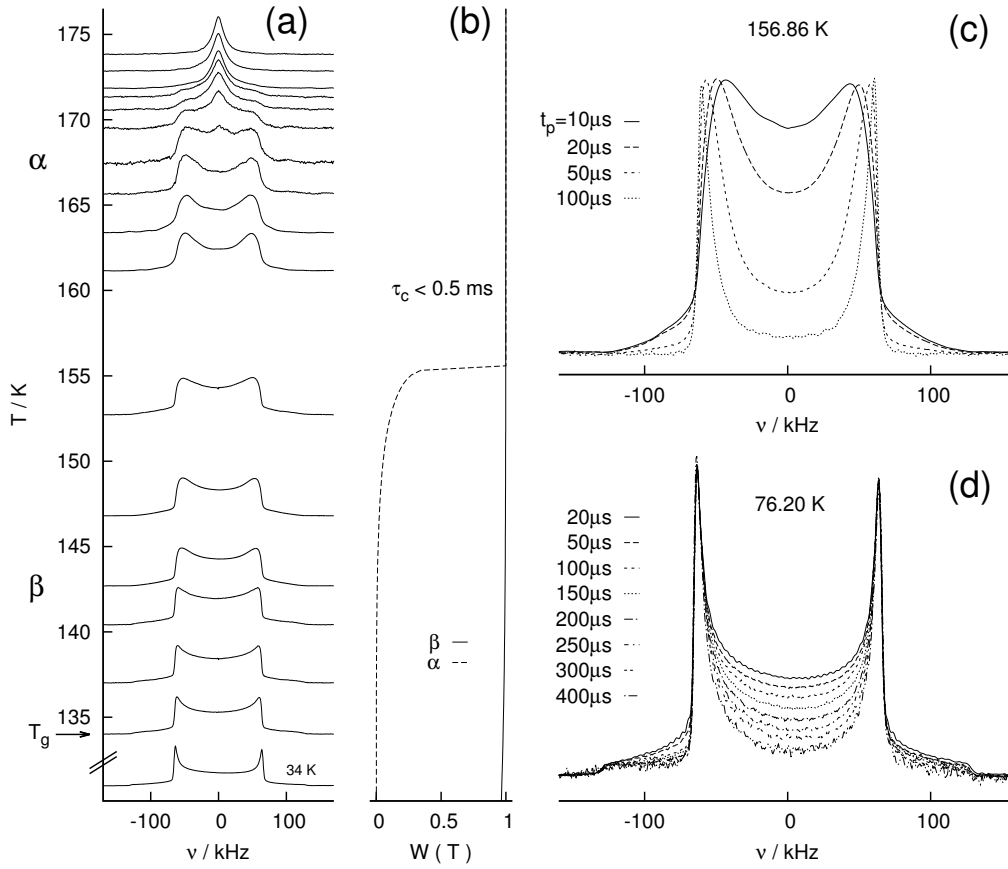 (a)
175
170
α
165
160
155
T / K
150
145
β
140
135
T_g
34 K
-100 0 100
ν / kHz
(b)
τ_c < 0.5 ms
β
α
0 0.5 1
W ( T )
(c)
156.86 K
t_p=10μs
20μs
50μs
100μs
-100 0 100
ν / kHz
(d)
76.20 K
20μs
50μs
100μs
150μs
200μs
250μs
300μs
400μs
-100 0 100
ν / kHz